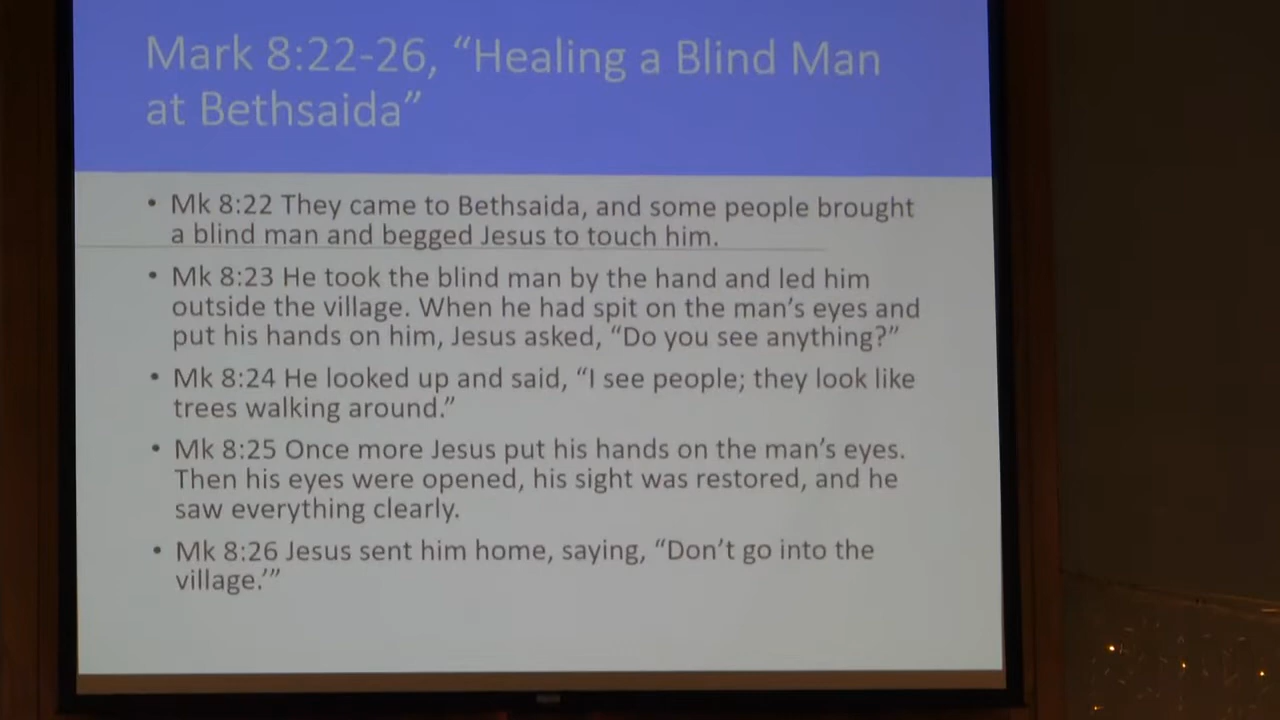 Mark 8:22-26, “Healing a Blind Man
at Bethsaida”
• Mk 8:22 They came to Bethsaida, and some people brought
a blind man and begged Jesus to touch him.
• Mk 8:23 He took the blind man by the hand and led him
outside the village. When he had spit on the man’s eyes and
put his hands on him, Jesus asked, “Do you see anything?”
• Mk 8:24 He looked up and said, “I see people; they look like
trees walking around.”
• Mk 8:25 Once more Jesus put his hands on the man’s eyes.
Then his eyes were opened, his sight was restored, and he
saw everything clearly.
• Mk 8:26 Jesus sent him home, saying, “Don’t go into the
village.’”